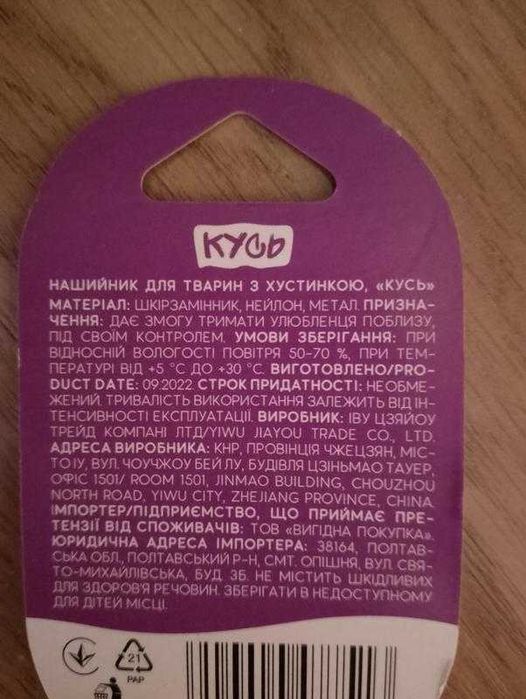 КУСЬ
НАШИЙНИК ДЛЯ ТВАРИН З ХУСТИНКОЮ, «КУСЬ»
МАТЕРІАЛ: ШКІРЗАМІННИК, НЕЙЛОН, МЕТАЛ. ПРИЗНА-
ЧЕННЯ: ДАЄ ЗМОГУ ТРИМАТИ УЛЮБЛЕНЦЯ ПОБЛИЗУ,
ПІД СВОЇМ КОНТРОЛЕМ. УМОВИ ЗБЕРІГАННЯ: ПРИ
ВІДНОСНІЙ ВОЛОГОСТІ ПОВІТРЯ 50-70 %, ПРИ ТЕМ-
ПЕРАТУРІ ВІД +5 °С ДО +30 °С. ВИГОТОВЛЕНО/PRO-
DUCT DATE: 09.2022. СТРОК ПРИДАТНОСТІ: НЕОБМЕ-
ЖЕНИЙ. ТРИВАЛІСТЬ ВИКОРИСТАННЯ ЗАЛЕЖИТЬ ВІД ІН-
ТЕНСИВНОСТІ ЕКСПЛУАТАЦІЇ. ВИРОБНИК: ІВУ ЦЗЯЙОУ
ТРЕЙД КОМПАНІ ЛТД/YIWU JIAYOU TRADE CO., LTD.
АДРЕСА ВИРОБНИКА: КНР, ПРОВІНЦІЯ ЧЖЕЦЗЯН, МІС-
ТО ІУ, ВУЛ. ЧОУЧЖОУ БЕЙ ЛУ, БУДІВЛЯ ЦЗІНЬМАО ТАУЕР,
ОФІС 1501/ ROOM 1501, JINMAO BUILDING, CHOUZHOU
NORTH ROAD, YIWU CITY, ZHEJIANG PROVINCE, CHINA.
ІМПОРТЕР/ПІДПРИЄМСТВО, ЩО ПРИЙМАЄ ПРЕ-
ТЕНЗІЇ ВІД СПОЖИВАЧІВ: ТОВ «ВИГІДНА ПОКУПКА».
ЮРИДИЧНА АДРЕСА ІМПОРТЕРА: 38164, ПОЛТАВ-
СЬКА ОБЛ., ПОЛТАВСЬКИЙ Р-Н, СМТ. ОПІШНЯ, ВУЛ. СВЯ-
ТО-МИХАЙЛІВСЬКА, БУД. 3Б. НЕ МІСТИТЬ ШКІДЛИВИХ
ДЛЯ ЗДОРОВ'Я РЕЧОВИН. ЗБЕРІГАТИ В НЕДОСТУПНОМУ
ДЛЯ ДІТЕЙ МІСЦІ.
21
PAP